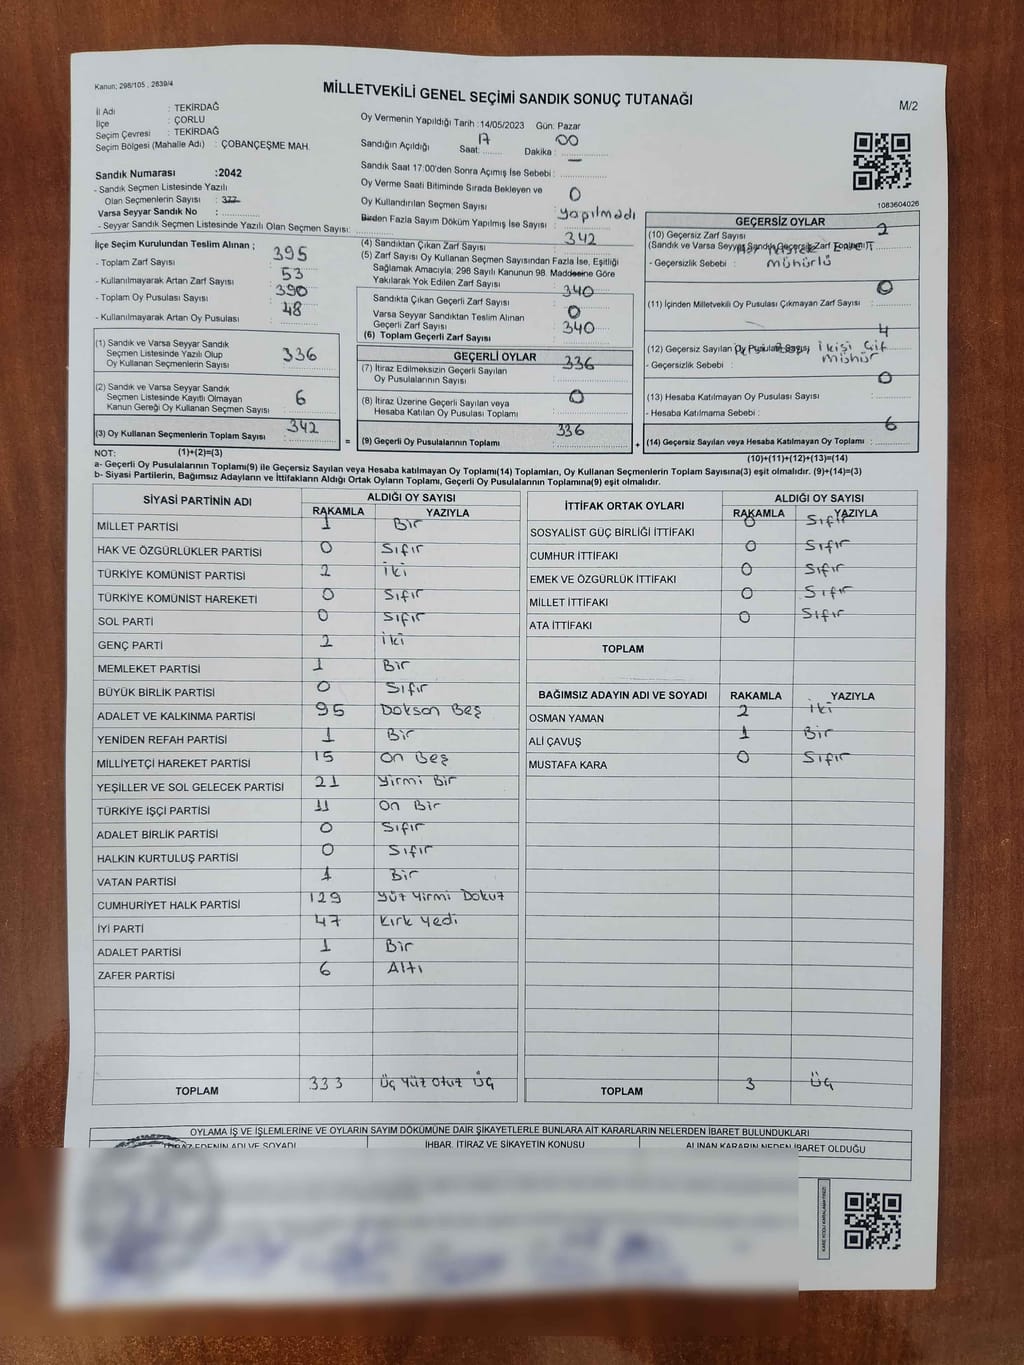 Kanun; 298/105 , 2839/4
MİLLETVEKİLİ GENEL SEÇİMİ SANDIK SONUÇ TUTANAĞI
M/2
İl Adı : TEKİRDAĞ
İlçe : ÇORLU
Seçim Çevresi : TEKİRDAĞ
Seçim Bölgesi (Mahalle Adı) : ÇOBANÇEŞME MAH.
Sandık Numarası :2042
- Sandık Seçmen Listesinde Yazılı
Olan Seçmenlerin Sayısı : 377
Varsa Seyyar Sandık No :
- Seyyar Sandık Seçmen Listesinde Yazılı Olan Seçmen Sayısı:
Oy Vermenin Yapıldığı Tarih :14/05/2023 Gün: Pazar
Sandığın Açıldığı Saat: 17 Dakika : 00
Sandık Saat 17:00'den Sonra Açımış İse Sebebi : —
Oy Verme Saati Bitiminde Sırada Bekleyen ve
Oy Kullandırılan Seçmen Sayısı : 0
Birden Fazla Sayım Döküm Yapılmış İse Sayısı : yapılmadı
1083604026
İlçe Seçim Kurulundan Teslim Alınan ;
- Toplam Zarf Sayısı : 395
- Kullanılmayarak Artan Zarf Sayısı : 53
- Toplam Oy Pusulası Sayısı : 390
- Kullanılmayarak Artan Oy Pusulası : 48
(1) Sandık ve Varsa Seyyar Sandık
Seçmen Listesinde Yazılı Olup
Oy Kullanan Seçmenlerin Sayısı : 336
(2) Sandık ve Varsa Seyyar Sandık
Seçmen Listesinde Kayıtlı Olmayan
Kanun Gereği Oy Kullanan Seçmen Sayısı : 6
(3) Oy Kullanan Seçmenlerin Toplam Sayısı : 342
(4) Sandıktan Çıkan Zarf Sayısı : 342
(5) Zarf Sayısı Oy Kullanan Seçmen Sayısından Fazla İse, Eşitliği
Sağlamak Amacıyla; 298 Sayılı Kanunun 98. Maddesine Göre
Yakılarak Yok Edilen Zarf Sayısı :
Sandıkta Çıkan Geçerli Zarf Sayısı : 340
Varsa Seyyar Sandıktan Teslim Alınan
Geçerli Zarf Sayısı : 0
(6) Toplam Geçerli Zarf Sayısı : 340
GEÇERLİ OYLAR
(7) İtiraz Edilmeksizin Geçerli Sayılan
Oy Pusulalarının Sayısı : 336
(8) İtiraz Üzerine Geçerli Sayılan veya
Hesaba Katılan Oy Pusulası Toplamı : 0
= (9) Geçerli Oy Pusulalarının Toplamı : 336
GEÇERSİZ OYLAR
(10) Geçersiz Zarf Sayısı 2
(Sandık ve Varsa Seyyar Sandık Geçersiz Zarf Toplamı) :
- Geçersizlik Sebebi : EVET mühürlü
(11) İçinden Milletvekili Oy Pusulası Çıkmayan Zarf Sayısı : 0
(12) Geçersiz Sayılan Oy Pusulası Sayısı 4
- Geçersizlik Sebebi : ikisi Çift mühür
(13) Hesaba Katılmayan Oy Pusulası Sayısı : 0
- Hesaba Katılmama Sebebi :
+ (14) Geçersiz Sayılan veya Hesaba Katılmayan Oy Toplamı : 6
NOT: (1)+(2)=(3)
(10)+(11)+(12)+(13)=(14)
a- Geçerli Oy Pusulalarının Toplamı(9) ile Geçersiz Sayılan veya Hesaba katılmayan Oy Toplamı(14) Toplamları, Oy Kullanan Seçmenlerin Toplam Sayısına(3) eşit olmalıdır. (9)+(14)=(3)
b- Siyasi Partilerin, Bağımsız Adayların ve İttifakların Aldığı Ortak Oyların Toplamı, Geçerli Oy Pusulalarının Toplamına(9) eşit olmalıdır.
SİYASİ PARTİNİN ADI ALDIĞI OY SAYISI
RAKAMLA YAZIYLA
MİLLET PARTİSİ 1 Bir
HAK VE ÖZGÜRLÜKLER PARTİSİ 0 Sıfır
TÜRKİYE KOMÜNİST PARTİSİ 2 iki
TÜRKİYE KOMÜNİST HAREKETİ 0 Sıfır
SOL PARTİ 0 Sıfır
GENÇ PARTİ 2 iki
MEMLEKET PARTİSİ 1 Bir
BÜYÜK BİRLİK PARTİSİ 0 Sıfır
ADALET VE KALKINMA PARTİSİ 95 Doksan Beş
YENİDEN REFAH PARTİSİ 1 Bir
MİLLİYETÇİ HAREKET PARTİSİ 15 On Beş
YEŞİLLER VE SOL GELECEK PARTİSİ 21 yirmi Bir
TÜRKİYE İŞÇİ PARTİSİ 11 On Bir
ADALET BİRLİK PARTİSİ 0 Sıfır
HALKIN KURTULUŞ PARTİSİ 0 Sıfır
VATAN PARTİSİ 1 Bir
CUMHURİYET HALK PARTİSİ 129 Yüz Yirmi Dokuz
İYİ PARTİ 47 Kırk Yedi
ADALET PARTİSİ 1 Bir
ZAFER PARTİSİ 6 Altı
TOPLAM 333 üç Yüz Otuz Üç
İTTİFAK ORTAK OYLARI ALDIĞI OY SAYISI
RAKAMLA YAZIYLA
SOSYALİST GÜÇ BİRLİĞİ İTTİFAKI 0 Sıfır
CUMHUR İTTİFAKI 0 Sıfır
EMEK VE ÖZGÜRLÜK İTTİFAKI 0 Sıfır
MİLLET İTTİFAKI 0 Sıfır
ATA İTTİFAKI 0 Sıfır
TOPLAM
BAĞIMSIZ ADAYIN ADI VE SOYADI RAKAMLA YAZIYLA
OSMAN YAMAN 2 iki
ALİ ÇAVUŞ 1 Bir
MUSTAFA KARA 0 Sıfır
TOPLAM 3 üç
OYLAMA İŞ VE İŞLEMLERİNE VE OYLARIN SAYIM DÖKÜMÜNE DAİR ŞİKAYETLERLE BUNLARA AİT KARARLARIN NELERDEN İBARET BULUNDUKLARI
İTİRAZ EDENİN ADI VE SOYADI İHBAR, İTİRAZ VE ŞİKAYETİN KONUSU ALINAN KARARIN NEDEN İBARET OLDUĞU